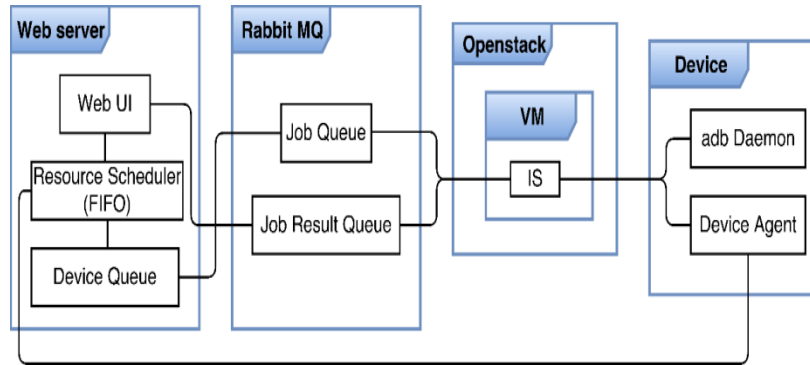 Web server
Web UI
Resource Scheduler
(FIFO)
Device Queue
Rabbit MQ
Job Queue
Job Result Queue
Openstack
VM
IS
Device
adb Daemon
Device Agent